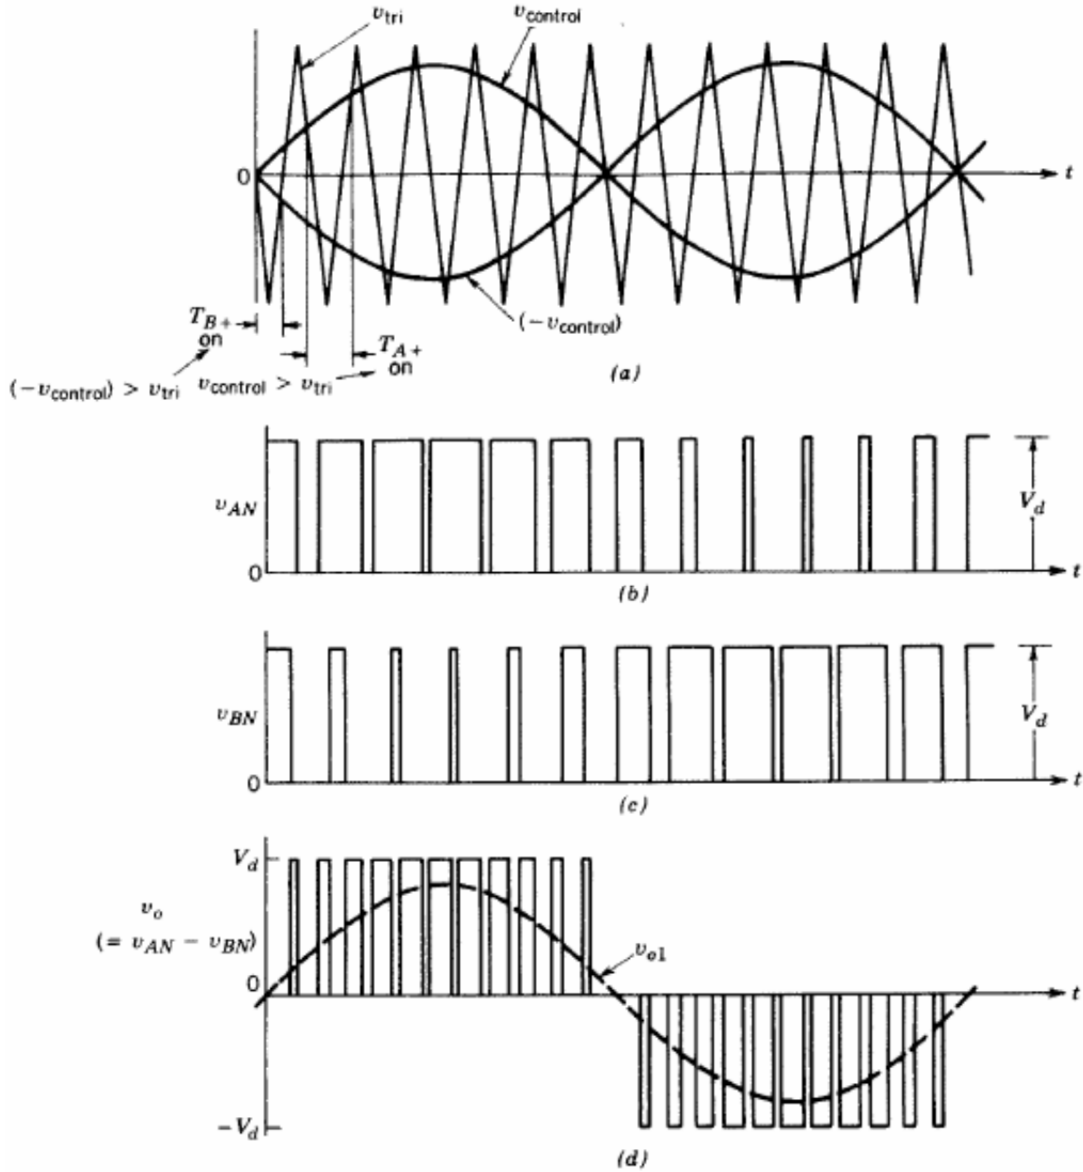 v_tri
v_control
0
t
(−v_control)
T_B+
on
T_A+
on
(−v_control) > v_tri v_control > v_tri
(a)
v_AN
V_d
0
t
(b)
v_BN
V_d
0
t
(c)
V_d
v_o
(= v_AN − v_BN)
v_o1
0
t
−V_d
(d)